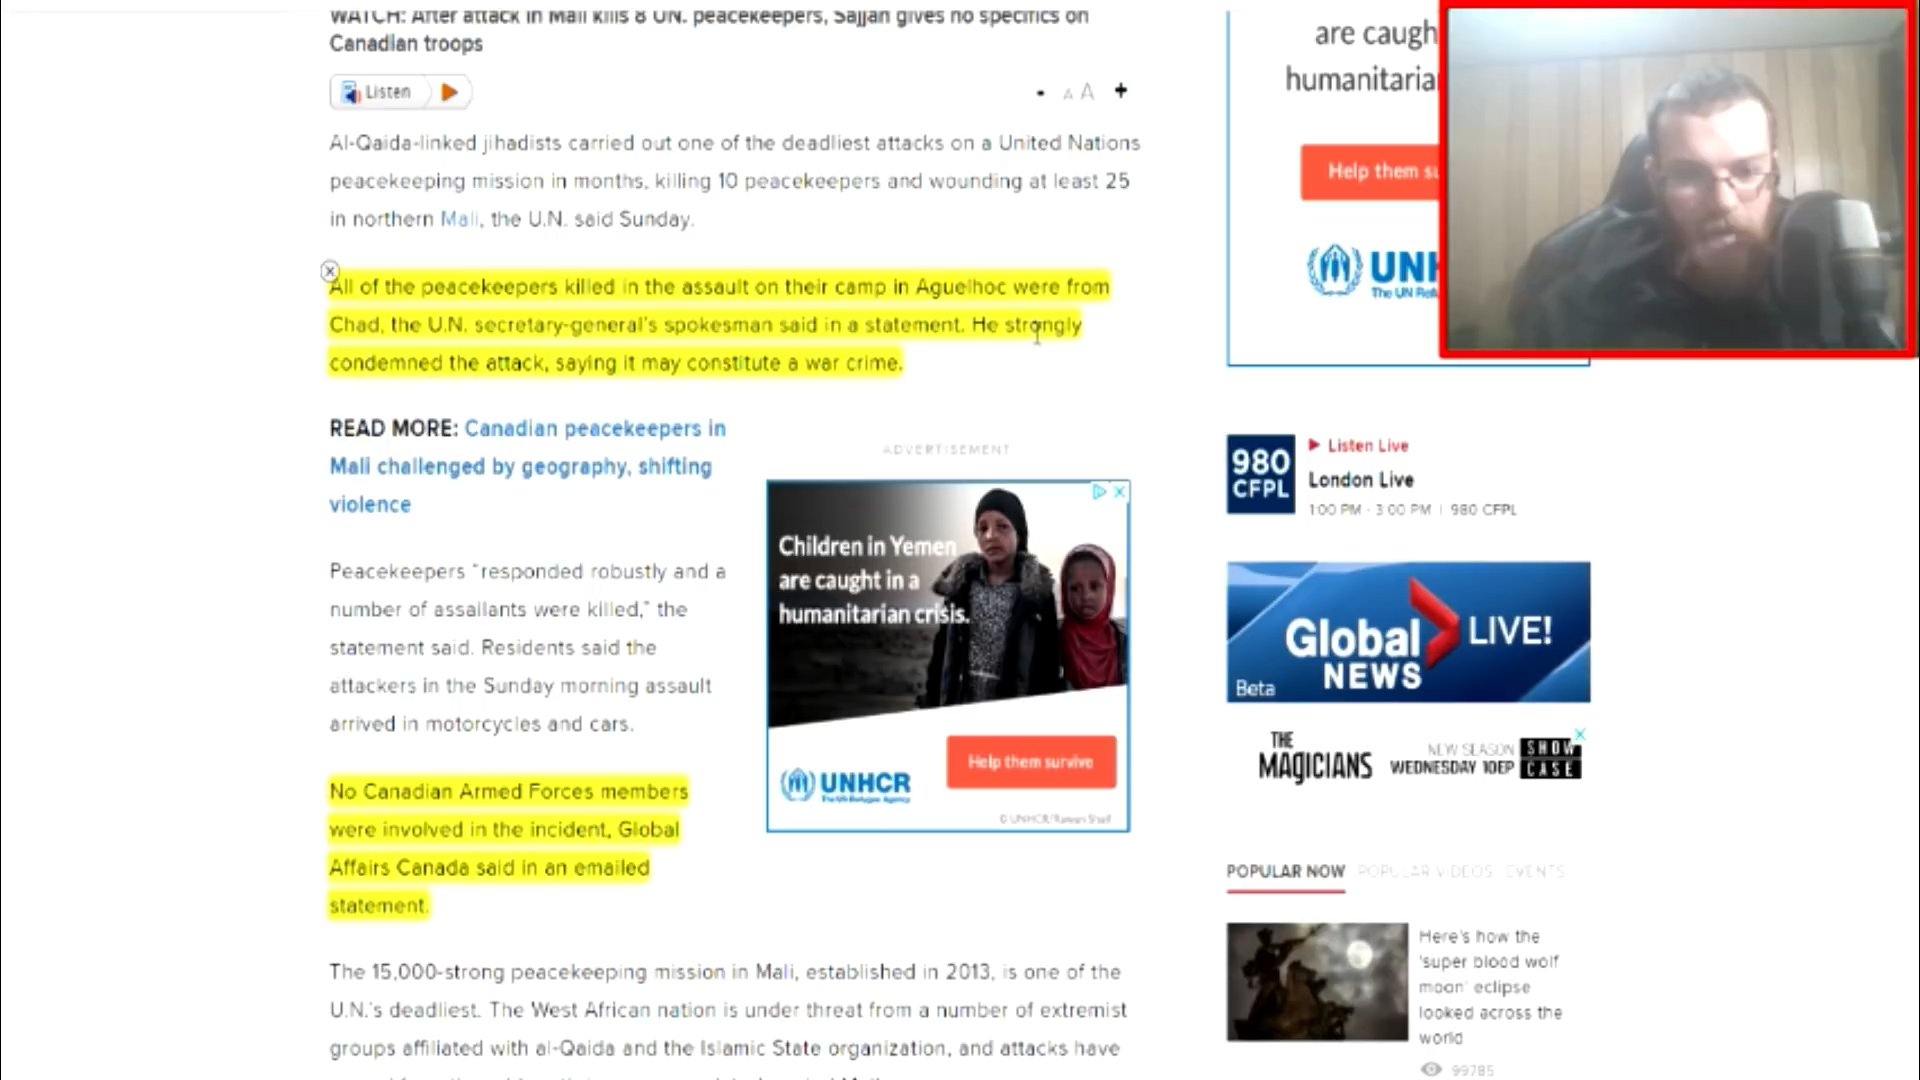 WATCH: After attack in Mali kills 8 UN. peacekeepers, Sajjan gives no specifics on
Canadian troops
Listen
- A A +
Al-Qaida-linked jihadists carried out one of the deadliest attacks on a United Nations
peacekeeping mission in months, killing 10 peacekeepers and wounding at least 25
in northern Mali, the U.N. said Sunday.
All of the peacekeepers killed in the assault on their camp in Aguelhoc were from
Chad, the U.N. secretary-general's spokesman said in a statement. He strongly
condemned the attack, saying it may constitute a war crime.
READ MORE: Canadian peacekeepers in
Mali challenged by geography, shifting
violence
Peacekeepers "responded robustly and a
number of assailants were killed," the
statement said. Residents said the
attackers in the Sunday morning assault
arrived in motorcycles and cars.
No Canadian Armed Forces members
were involved in the incident, Global
Affairs Canada said in an emailed
statement.
The 15,000-strong peacekeeping mission in Mali, established in 2013, is one of the
U.N.'s deadliest. The West African nation is under threat from a number of extremist
groups affiliated with al-Qaida and the Islamic State organization, and attacks have
ADVERTISEMENT
Children in Yemen
are caught in a
humanitarian crisis.
Help them survive
UNHCR
The UN Refugee Agency
are caugh
humanitaria
Help them su
UNH
The UN Ref
980
CFPL
Listen Live
London Live
1:00 PM - 3:00 PM | 980 CFPL
Global
NEWS
LIVE!
Beta
THE
MAGICIANS
NEW SEASON
WEDNESDAY 10EP
SHOW
CASE
POPULAR NOW POPULAR VIDEOS EVENTS
Here's how the
'super blood wolf
moon' eclipse
looked across the
world
99785